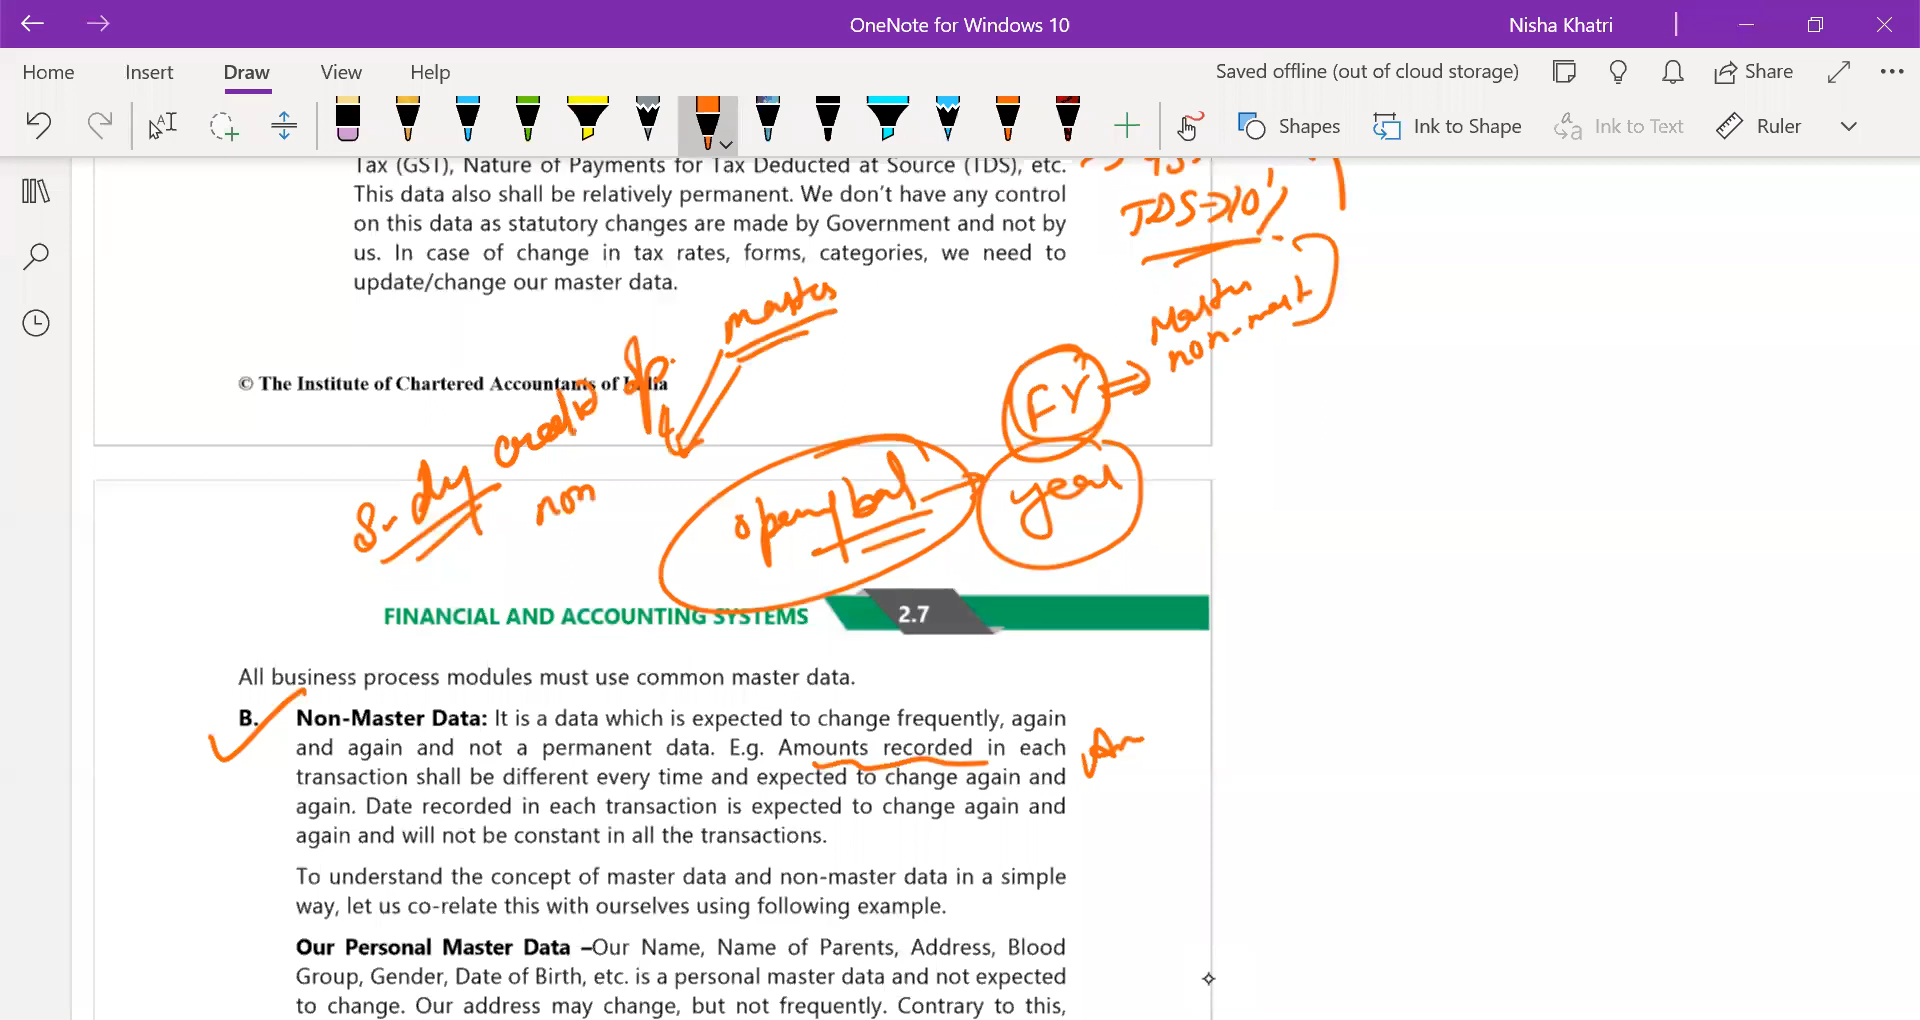 OneNote for Windows 10
Nisha Khatri
Home Insert Draw View Help
Saved offline (out of cloud storage) Share
Shapes Ink to Shape Ink to Text Ruler
Tax (GST), Nature of Payments for Tax Deducted at Source (TDS), etc.
This data also shall be relatively permanent. We don't have any control
on this data as statutory changes are made by Government and not by
us. In case of change in tax rates, forms, categories, we need to
update/change our master data.
TDS→10%
master
Master
non-mast
© The Institute of Chartered Accountants of India
FY
credit
S-dy
non
year
FINANCIAL AND ACCOUNTING SYSTEMS 2.7
All business process modules must use common master data.
B. Non-Master Data: It is a data which is expected to change frequently, again
and again and not a permanent data. E.g. Amounts recorded in each
transaction shall be different every time and expected to change again and
again. Date recorded in each transaction is expected to change again and
again and will not be constant in all the transactions.
To understand the concept of master data and non-master data in a simple
way, let us co-relate this with ourselves using following example.
Our Personal Master Data –Our Name, Name of Parents, Address, Blood
Group, Gender, Date of Birth, etc. is a personal master data and not expected
to change. Our address may change, but not frequently. Contrary to this,